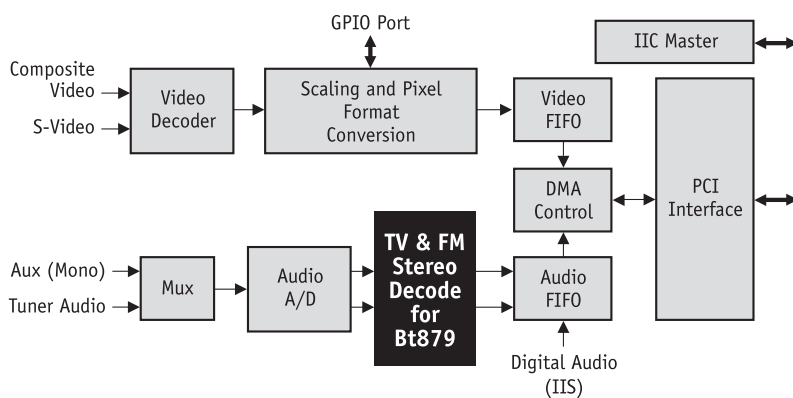 GPIO Port
IIC Master
Composite
Video
S-Video
Video
Decoder
Scaling and Pixel
Format
Conversion
Video
FIFO
DMA
Control
PCI
Interface
Aux (Mono)
Tuner Audio
Mux
Audio
A/D
TV & FM
Stereo
Decode
for
Bt879
Audio
FIFO
Digital Audio
(IIS)